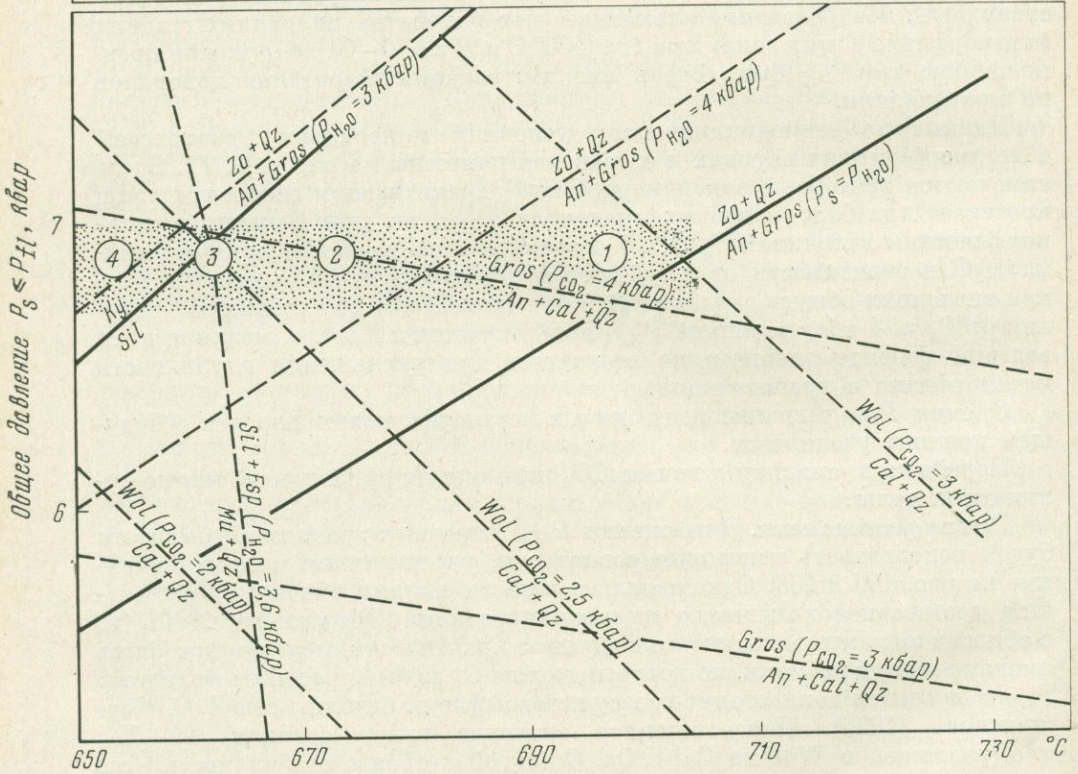 Общее давление P_S ⩽ P_fl, кбар
7
6
Zo+Qz
An+Gros (P_H2O = 3 кбар)
Zo+Qz
An+Gros (P_H2O = 4 кбар)
Zo+Qz
An+Gros (P_S = P_H2O)
4
3
2
1
Ky
Sil
Gros (P_CO2 = 4 кбар)
An+Cal+Qz
Wol (P_CO2 = 3 кбар)
Cal+Qz
Wol (P_CO2 = 2 кбар)
Cal+Qz
Sil + Fsp (P_H2O = 3,6 кбар)
Mu + Qz
Wol (P_CO2 = 2,5 кбар)
Cal+Qz
Gros (P_CO2 = 3 кбар)
An+Cal+Qz
650
670
690
710
730 °C